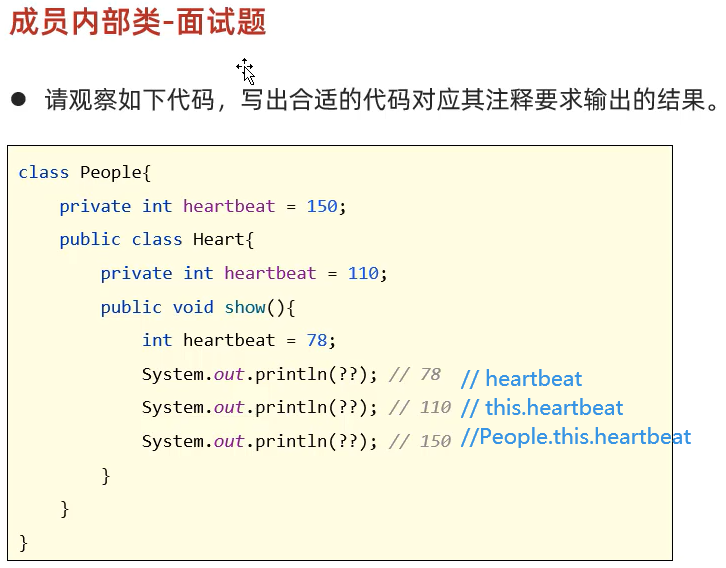 成员内部类-面试题
● 请观察如下代码，写出合适的代码对应其注释要求输出的结果。
class People{
    private int heartbeat = 150;
    public class Heart{
        private int heartbeat = 110;
        public void show(){
            int heartbeat = 78;
            System.out.println(??); // 78 // heartbeat
            System.out.println(??); // 110 // this.heartbeat
            System.out.println(??); // 150 //People.this.heartbeat
        }
    }
}